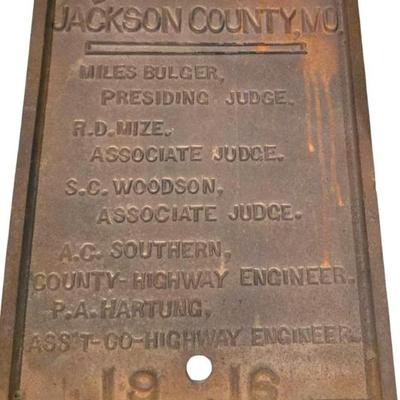 JACKSON COUNTY, MO.
MILES BULGER,
PRESIDING JUDGE.
R.D. MIZE.
ASSOCIATE JUDGE.
S.C. WOODSON,
ASSOCIATE JUDGE.
A.C. SOUTHERN,
COUNTY-HIGHWAY ENGINEER.
P.A. HARTUNG,
ASS'T-CO-HIGHWAY ENGINEER.
19 16